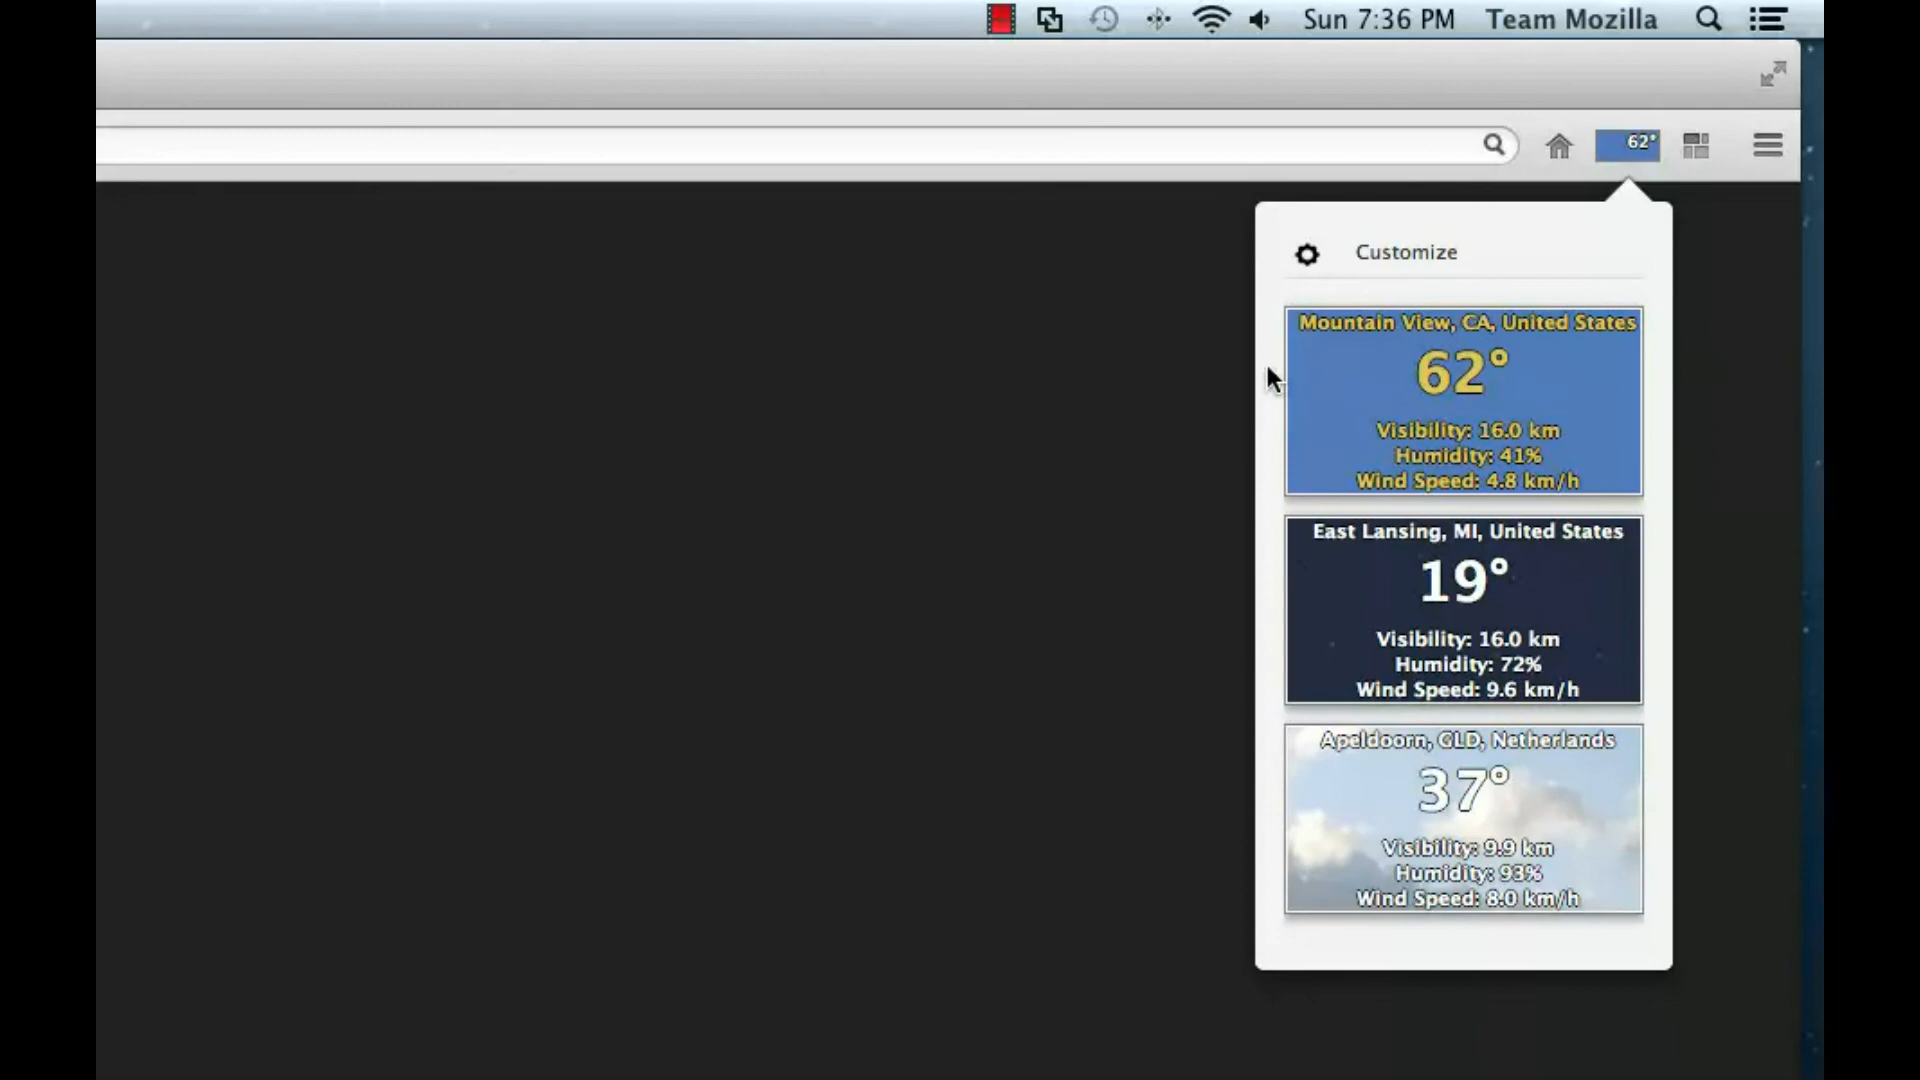 Sun 7:36 PM Team Mozilla
62°
Customize
Mountain View, CA, United States
62°
Visibility: 16.0 km
Humidity: 41%
Wind Speed: 4.8 km/h
East Lansing, MI, United States
19°
Visibility: 16.0 km
Humidity: 72%
Wind Speed: 9.6 km/h
Apeldoorn, GLD, Netherlands
37°
Visibility: 9.9 km
Humidity: 93%
Wind Speed: 8.0 km/h